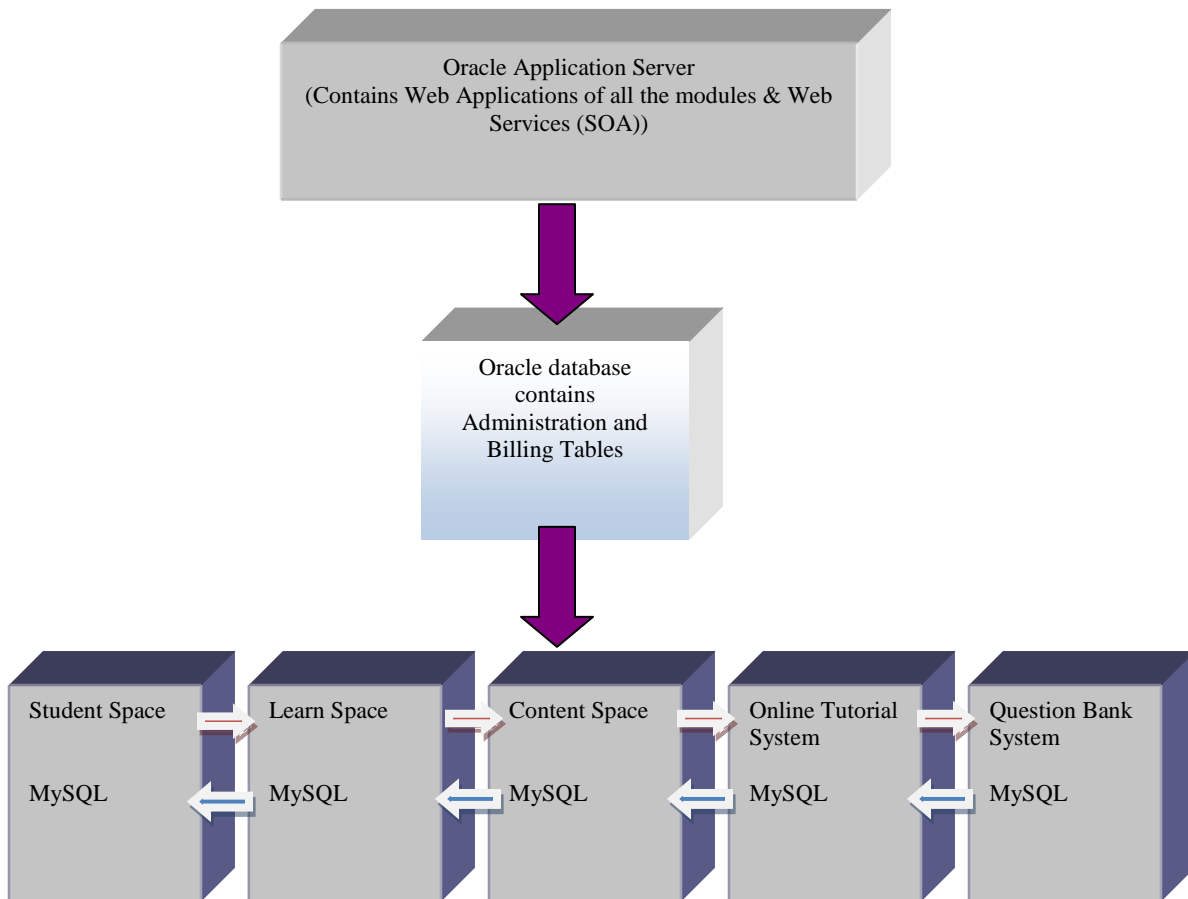 Oracle Application Server
(Contains Web Applications of all the modules & Web
Services (SOA))
Oracle database
contains
Administration and
Billing Tables
Student Space
MySQL
Learn Space
MySQL
Content Space
MySQL
Online Tutorial
System
MySQL
Question Bank
System
MySQL